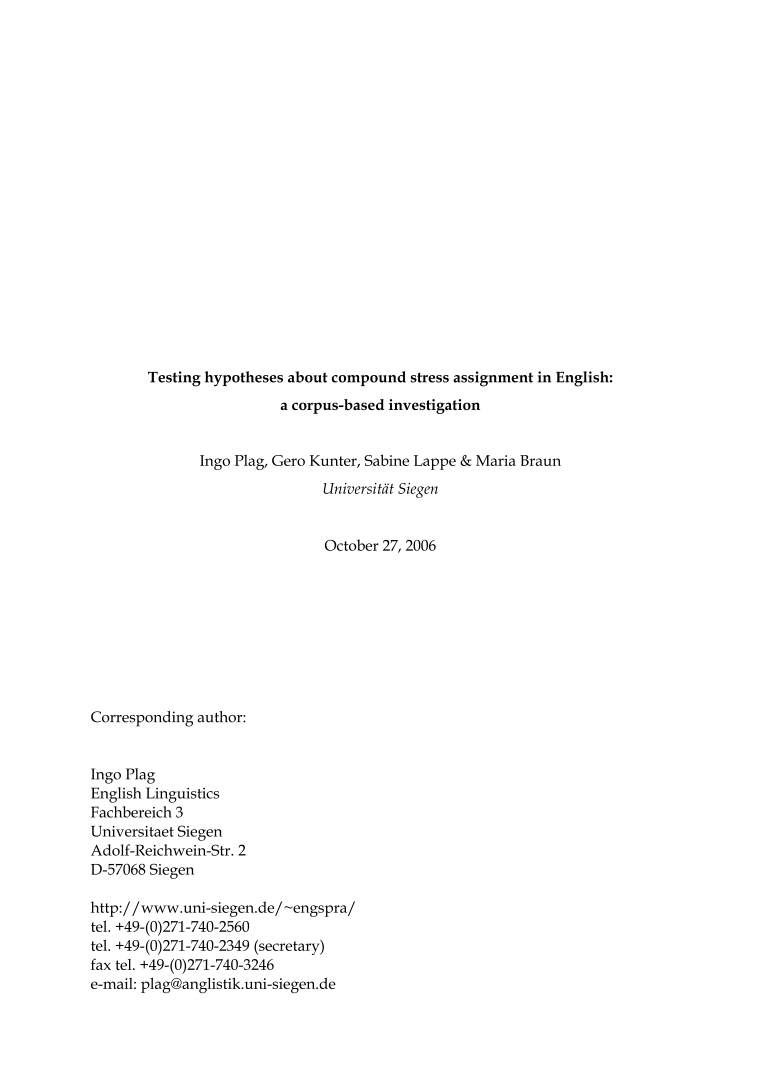 Testing hypotheses about compound stress assignment in English:
a corpus-based investigation
Ingo Plag, Gero Kunter, Sabine Lappe & Maria Braun
Universität Siegen
October 27, 2006
Corresponding author:
Ingo Plag
English Linguistics
Fachbereich 3
Universitaet Siegen
Adolf-Reichwein-Str. 2
D-57068 Siegen
http://www.uni-siegen.de/~engspra/
tel. +49-(0)271-740-2560
tel. +49-(0)271-740-2349 (secretary)
fax tel. +49-(0)271-740-3246
e-mail: plag@anglistik.uni-siegen.de